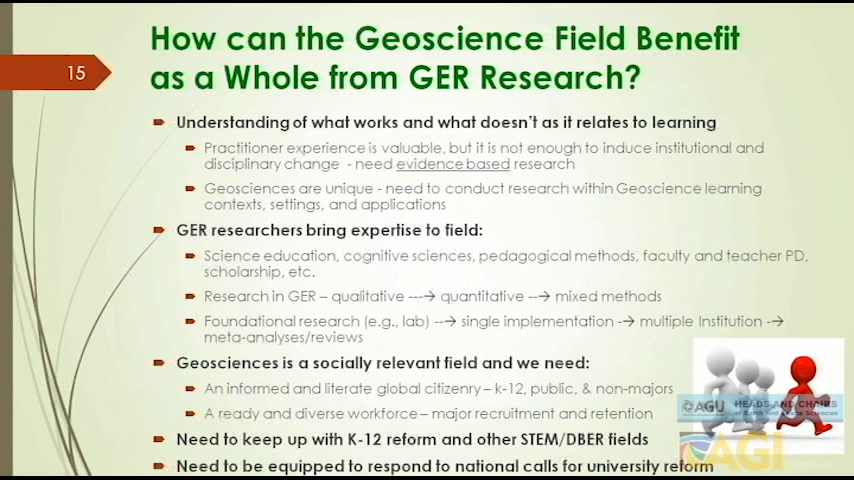 How can the Geoscience Field Benefit
as a Whole from GER Research?
15
Understanding of what works and what doesn't as it relates to learning
Practitioner experience is valuable, but it is not enough to induce institutional and
disciplinary change - need evidence based research
Geosciences are unique - need to conduct research within Geoscience learning
contexts, settings, and applications
GER researchers bring expertise to field:
Science education, cognitive sciences, pedagogical methods, faculty and teacher PD,
scholarship, etc.
Research in GER – qualitative ---→ quantitative --→ mixed methods
Foundational research (e.g., lab) --→ single implementation -→ multiple Institution -→
meta-analyses/reviews
Geosciences is a socially relevant field and we need:
An informed and literate global citizenry – k-12, public, & non-majors
A ready and diverse workforce – major recruitment and retention
AGU HEADS AND CHAIRS
of Earth and Space Sciences
Need to keep up with K-12 reform and other STEM/DBER fields
AGI
Need to be equipped to respond to national calls for university reform